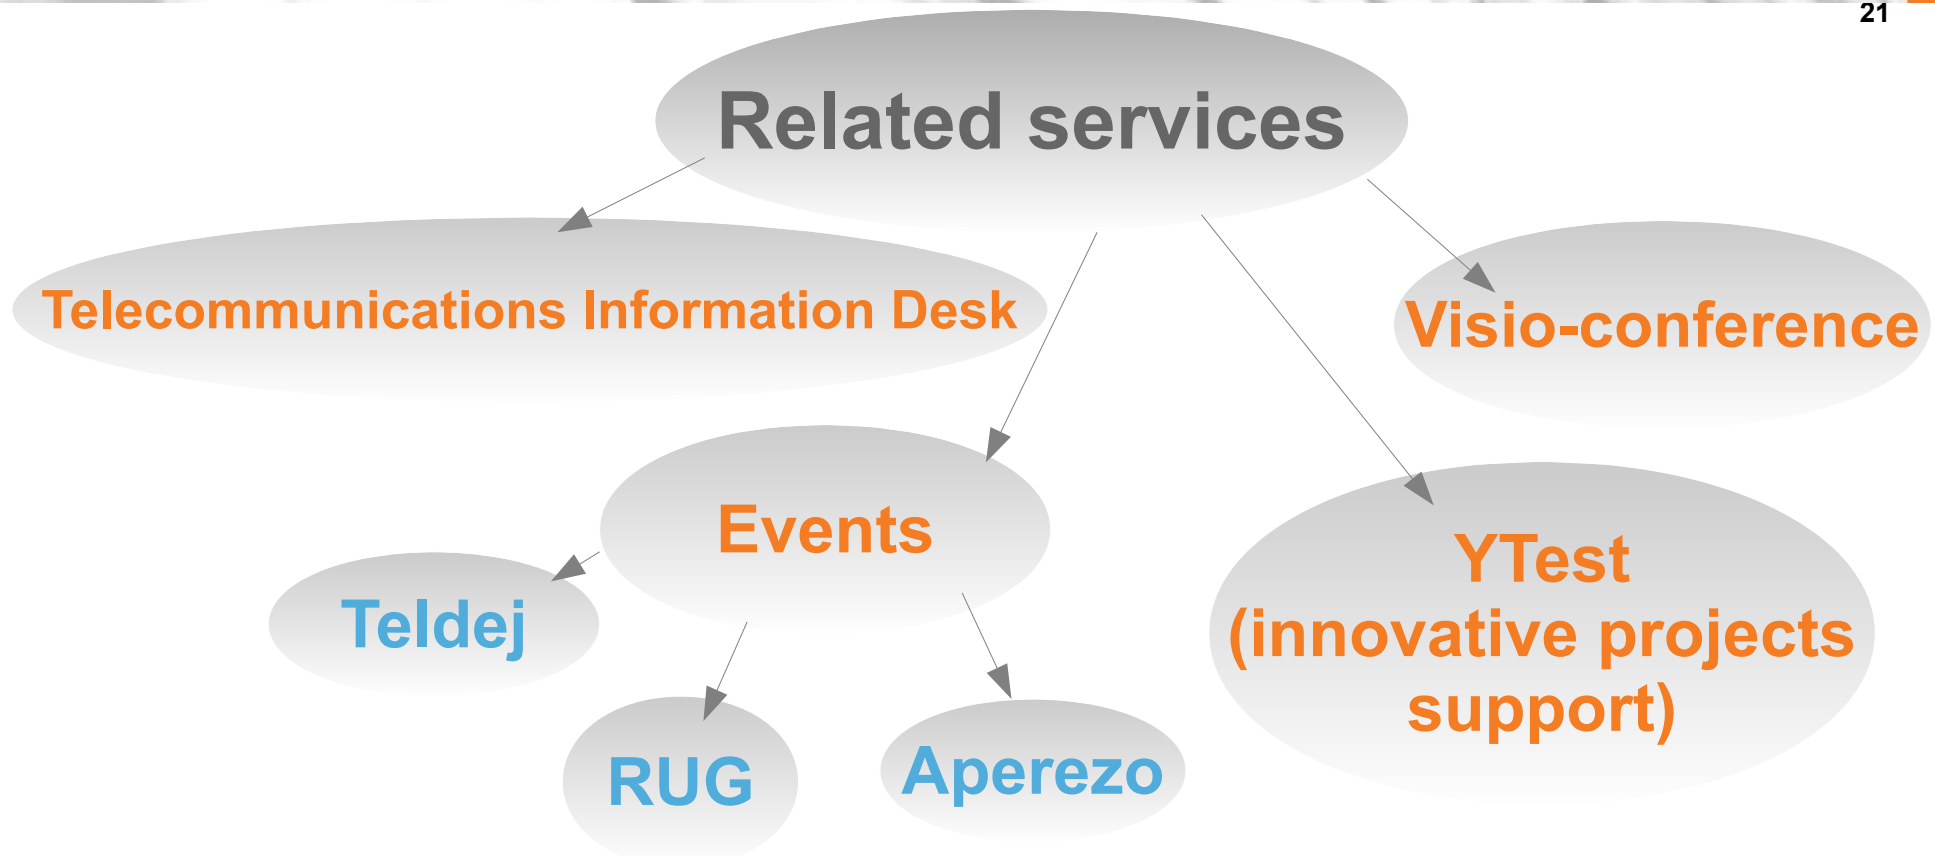 21
Related services
Telecommunications Information Desk
Visio-conference
Events
YTest
(innovative projects
support)
Teldej
RUG
Aperezo